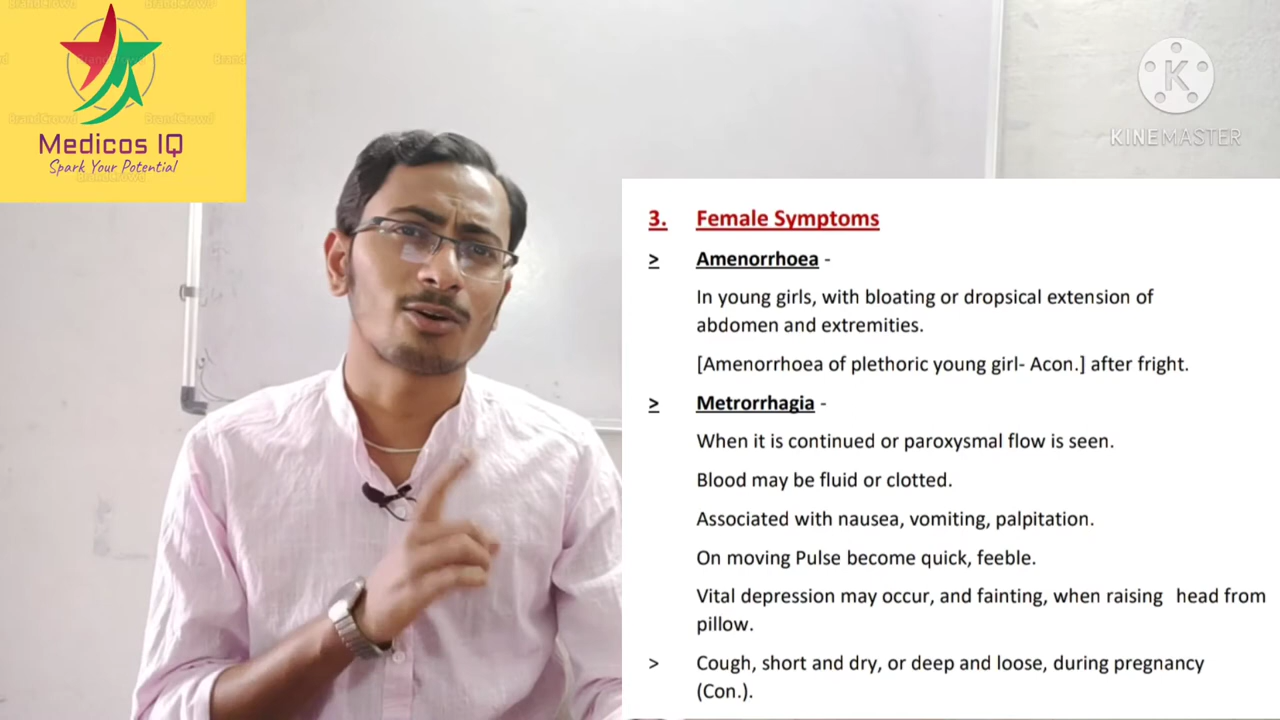 BrandCrowd
Medicos IQ
Spark Your Potential
K
KINEMASTER
3. Female Symptoms
> Amenorrhoea -
In young girls, with bloating or dropsical extension of
abdomen and extremities.
[Amenorrhoea of plethoric young girl- Acon.] after fright.
> Metrorrhagia -
When it is continued or paroxysmal flow is seen.
Blood may be fluid or clotted.
Associated with nausea, vomiting, palpitation.
On moving Pulse become quick, feeble.
Vital depression may occur, and fainting, when raising head from
pillow.
> Cough, short and dry, or deep and loose, during pregnancy
(Con.).